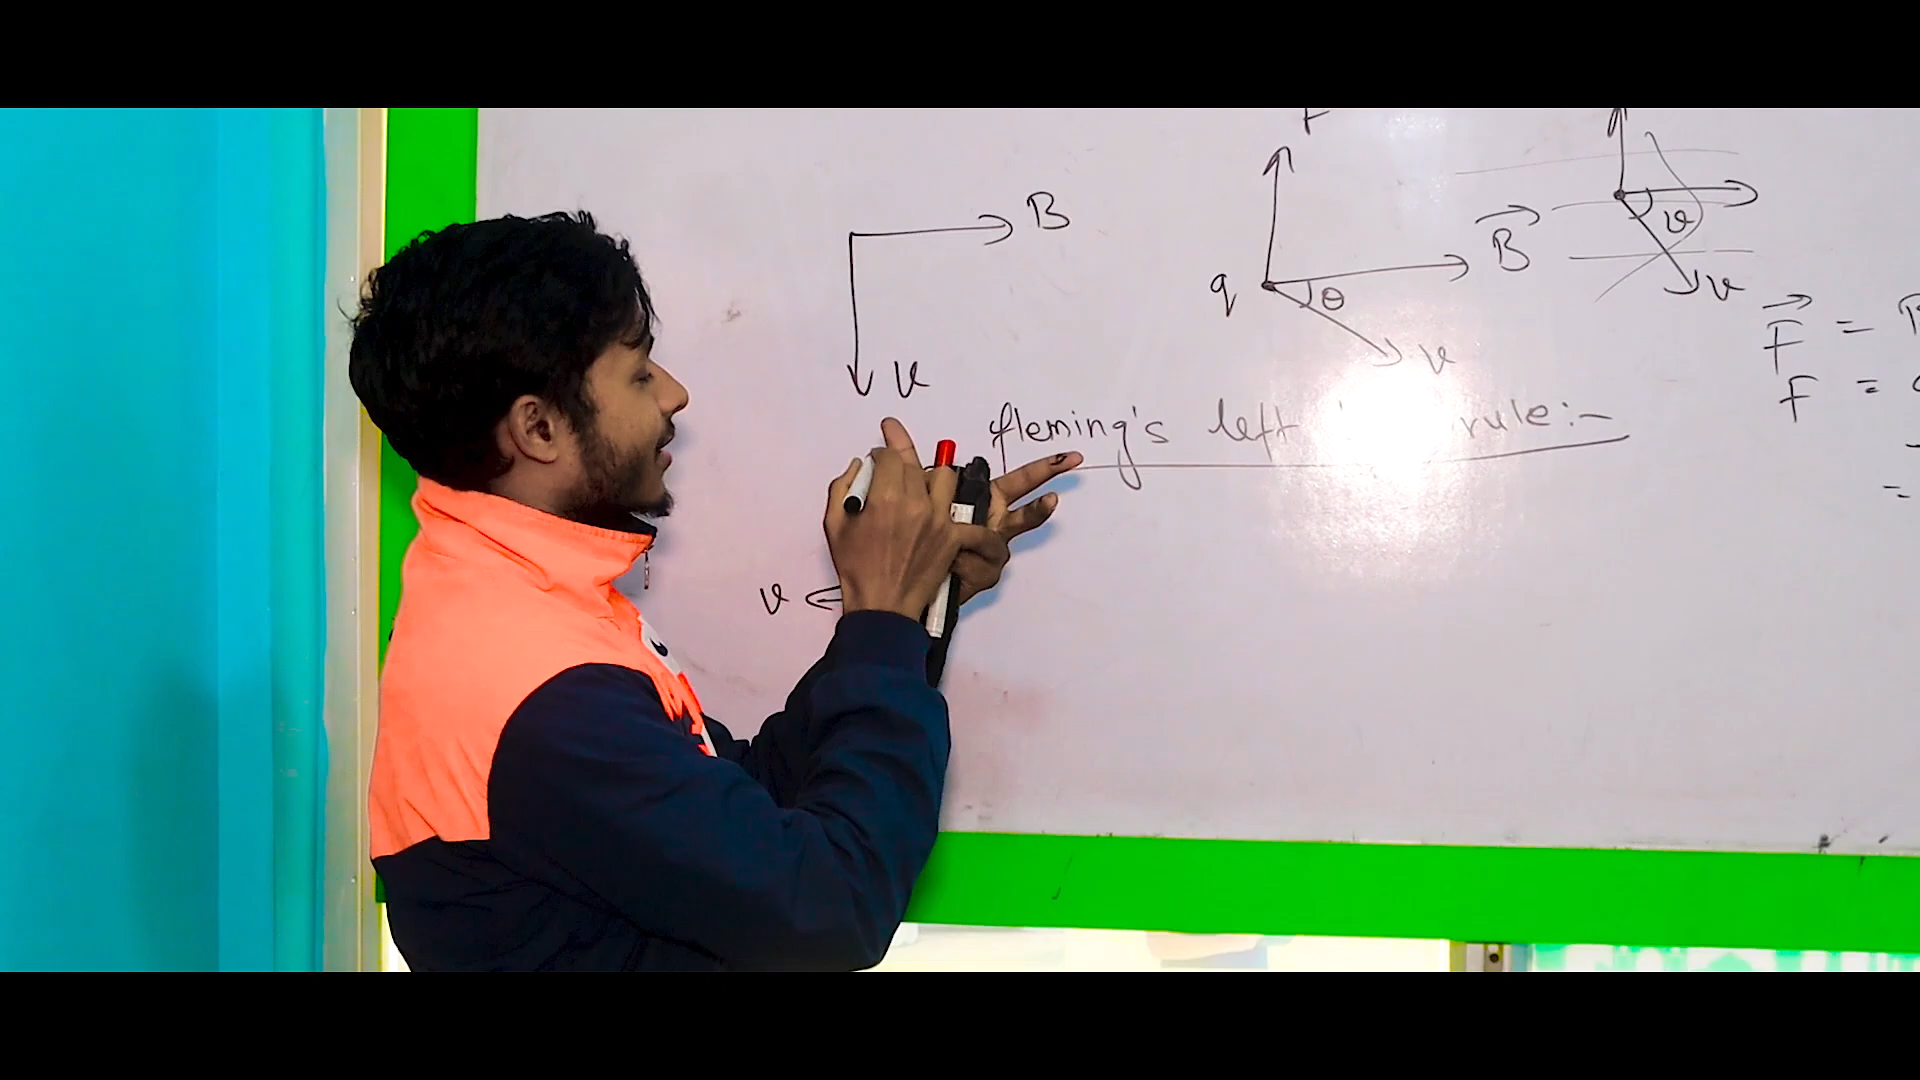 F
B
B
q θ
v
v
v
v
F = 
F =
=
fleming's left rule:-
v